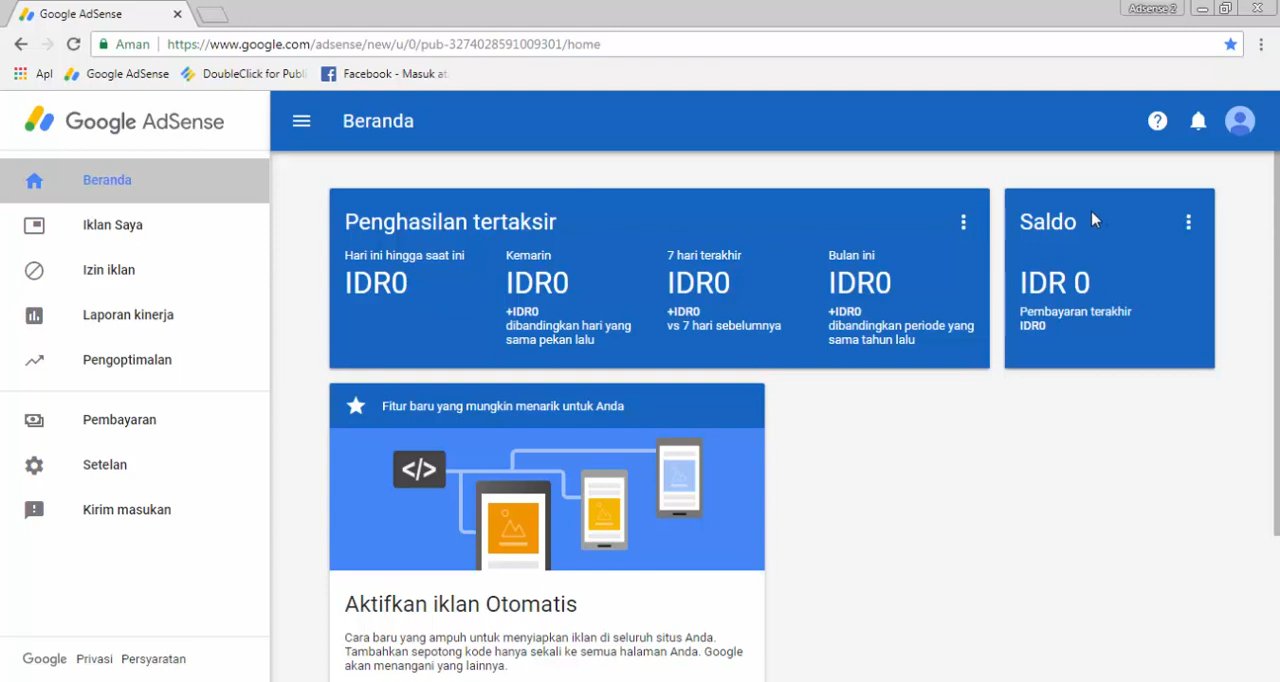 Google AdSense
Adsense 2
Aman
https://www.google.com/adsense/new/u/0/pub-3274028591009301/home
Apl
Google AdSense
DoubleClick for Publi
Facebook - Masuk at
Google AdSense
Beranda
Beranda
Iklan Saya
Izin iklan
Laporan kinerja
Pengoptimalan
Pembayaran
Setelan
Kirim masukan
Google Privasi Persyaratan
Penghasilan tertaksir
Hari ini hingga saat ini
IDR0
Kemarin
IDR0
+IDR0
dibandingkan hari yang
sama pekan lalu
7 hari terakhir
IDR0
+IDR0
vs 7 hari sebelumnya
Bulan ini
IDR0
+IDR0
dibandingkan periode yang
sama tahun lalu
Saldo
IDR 0
Pembayaran terakhir
IDR0
Fitur baru yang mungkin menarik untuk Anda
</>
Aktifkan iklan Otomatis
Cara baru yang ampuh untuk menyiapkan iklan di seluruh situs Anda.
Tambahkan sepotong kode hanya sekali ke semua halaman Anda. Google
akan menangani yang lainnya.